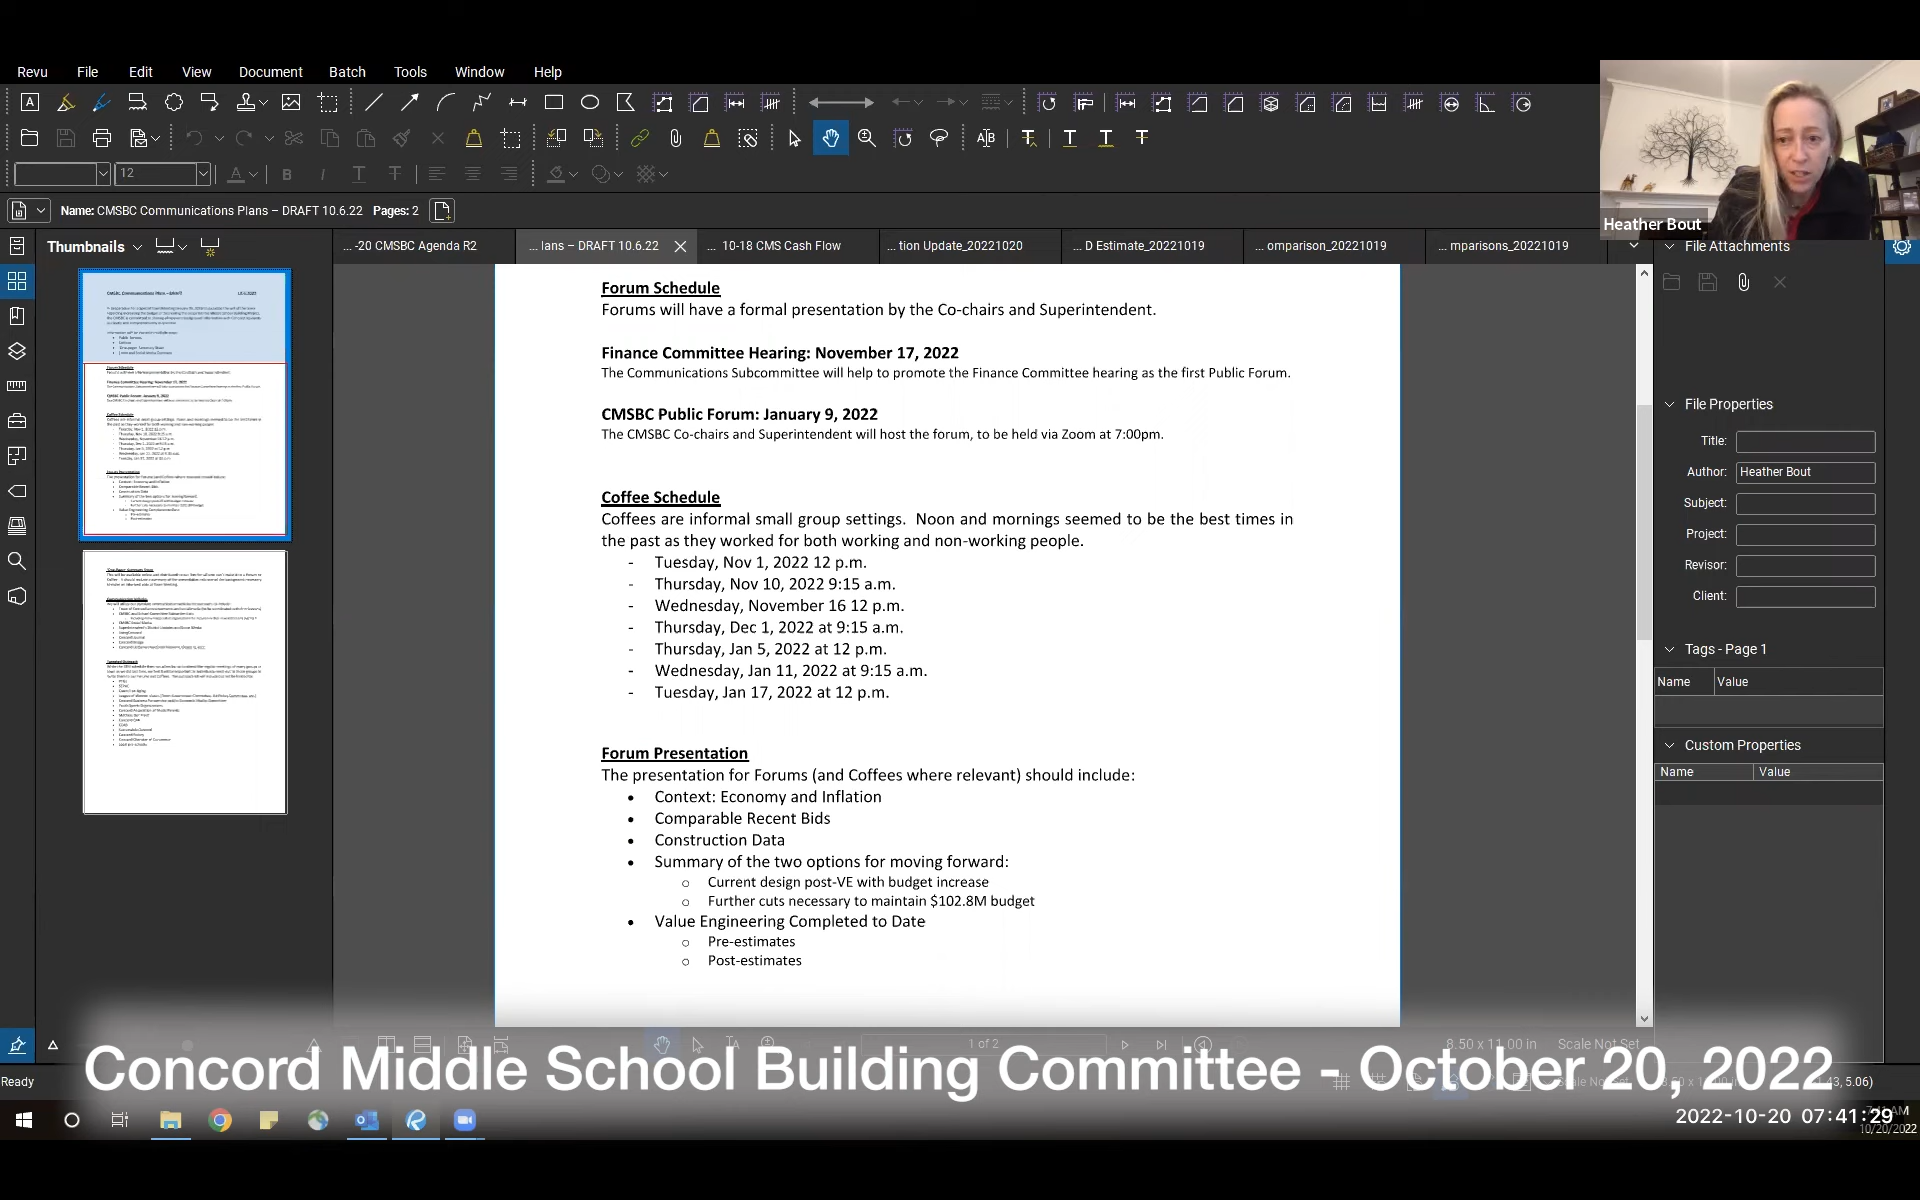 Revu File Edit View Document Batch Tools Window Help
12
Name: CMSBC Communications Plans – DRAFT 10.6.22 Pages: 2
Heather Bout
Thumbnails
... -20 CMSBC Agenda R2
... lans – DRAFT 10.6.22
... 10-18 CMS Cash Flow
... tion Update_20221020
... D Estimate_20221019
... omparison_20221019
... mparisons_20221019
File Attachments
Forum Schedule
Forums will have a formal presentation by the Co-chairs and Superintendent.
Finance Committee Hearing: November 17, 2022
The Communications Subcommittee will help to promote the Finance Committee hearing as the first Public Forum.
CMSBC Public Forum: January 9, 2022
The CMSBC Co-chairs and Superintendent will host the forum, to be held via Zoom at 7:00pm.
Coffee Schedule
Coffees are informal small group settings. Noon and mornings seemed to be the best times in
the past as they worked for both working and non-working people.
- Tuesday, Nov 1, 2022 12 p.m.
- Thursday, Nov 10, 2022 9:15 a.m.
- Wednesday, November 16 12 p.m.
- Thursday, Dec 1, 2022 at 9:15 a.m.
- Thursday, Jan 5, 2022 at 12 p.m.
- Wednesday, Jan 11, 2022 at 9:15 a.m.
- Tuesday, Jan 17, 2022 at 12 p.m.
Forum Presentation
The presentation for Forums (and Coffees where relevant) should include:
• Context: Economy and Inflation
• Comparable Recent Bids
• Construction Data
• Summary of the two options for moving forward:
o Current design post-VE with budget increase
o Further cuts necessary to maintain $102.8M budget
• Value Engineering Completed to Date
o Pre-estimates
o Post-estimates
File Properties
Title:
Author: Heather Bout
Subject:
Project:
Revisor:
Client:
Tags - Page 1
Name Value
Custom Properties
Name Value
1 of 2
8.50 x 11.00 in Scale Not Set
Concord Middle School Building Committee - October 20, 2022
Ready
2022-10-20 07:41:29
10/20/2022